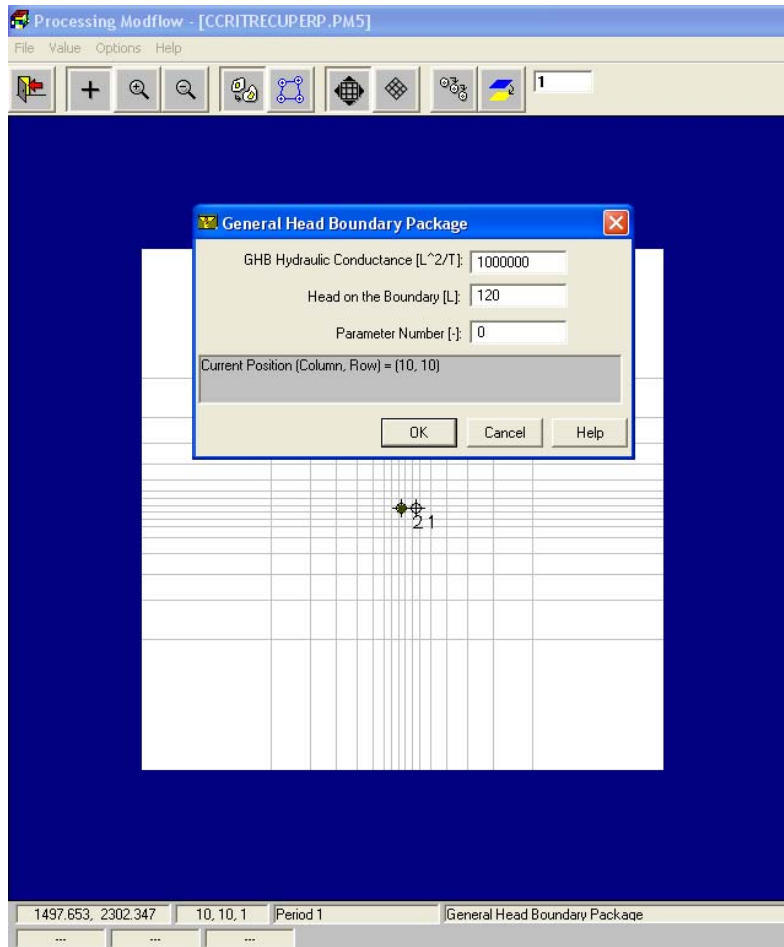 Processing Modflow - [CCRITRECUPERP.PM5]
File Value Options Help
1
General Head Boundary Package
GHB Hydraulic Conductance [L^2/T]: 1000000
Head on the Boundary [L]: 120
Parameter Number [-]: 0
Current Position (Column, Row) = (10, 10)
OK Cancel Help
2 1
1497.653, 2302.347 10, 10, 1 Period 1 General Head Boundary Package
--- --- ---